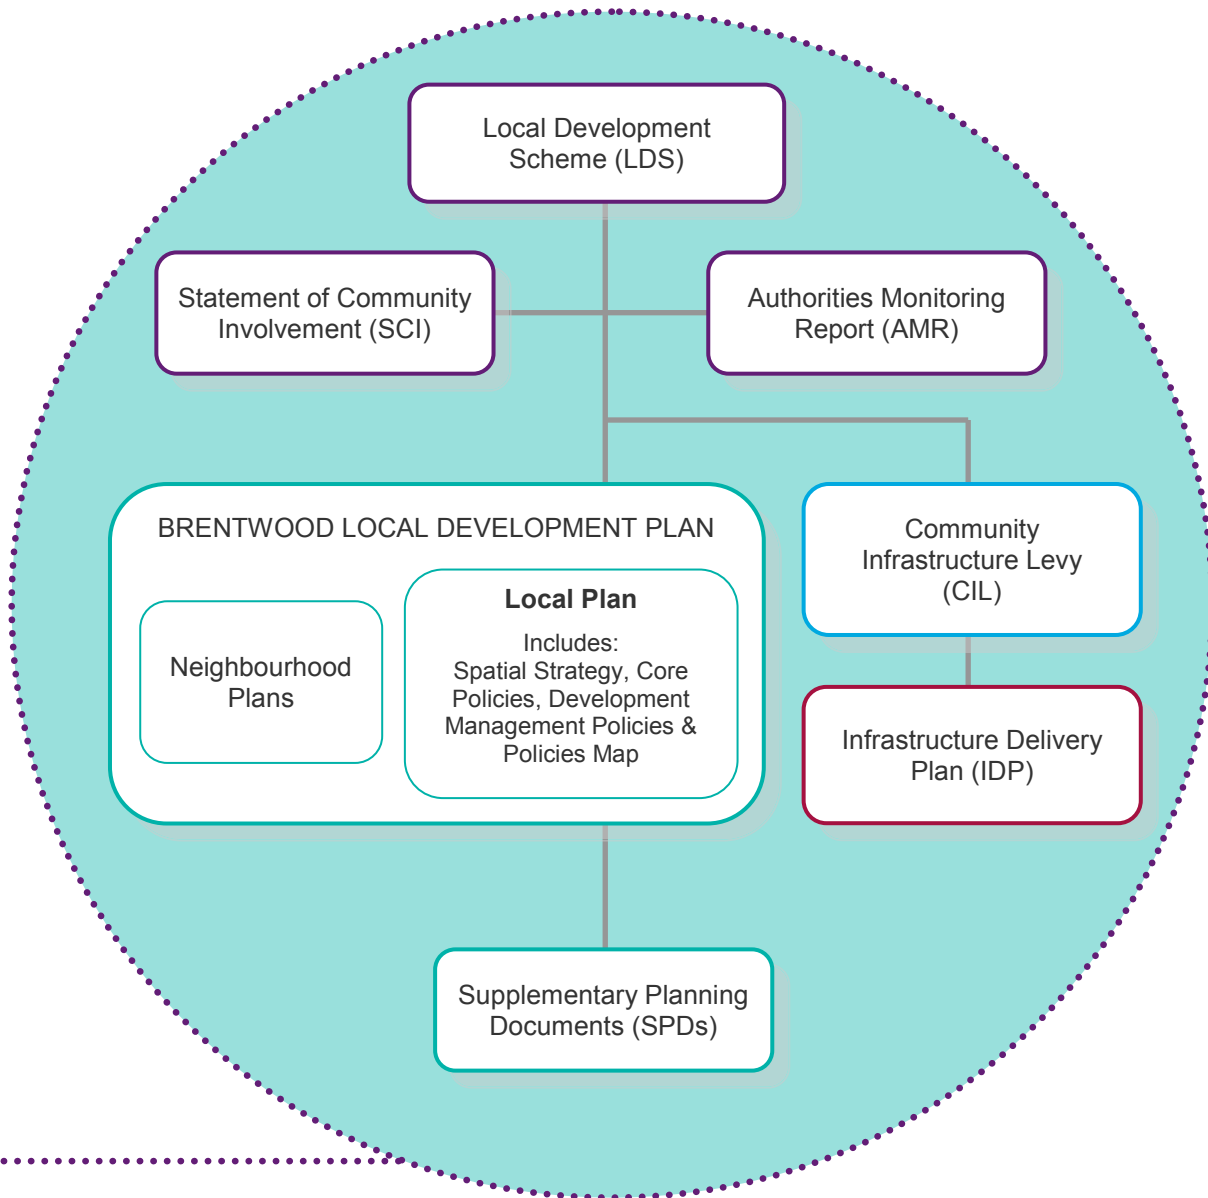 Local Development
Scheme (LDS)
Statement of Community
Involvement (SCI)
Authorities Monitoring
Report (AMR)
BRENTWOOD LOCAL DEVELOPMENT PLAN
Neighbourhood
Plans
Local Plan
Includes:
Spatial Strategy, Core
Policies, Development
Management Policies &
Policies Map
Community
Infrastructure Levy
(CIL)
Infrastructure Delivery
Plan (IDP)
Supplementary Planning
Documents (SPDs)